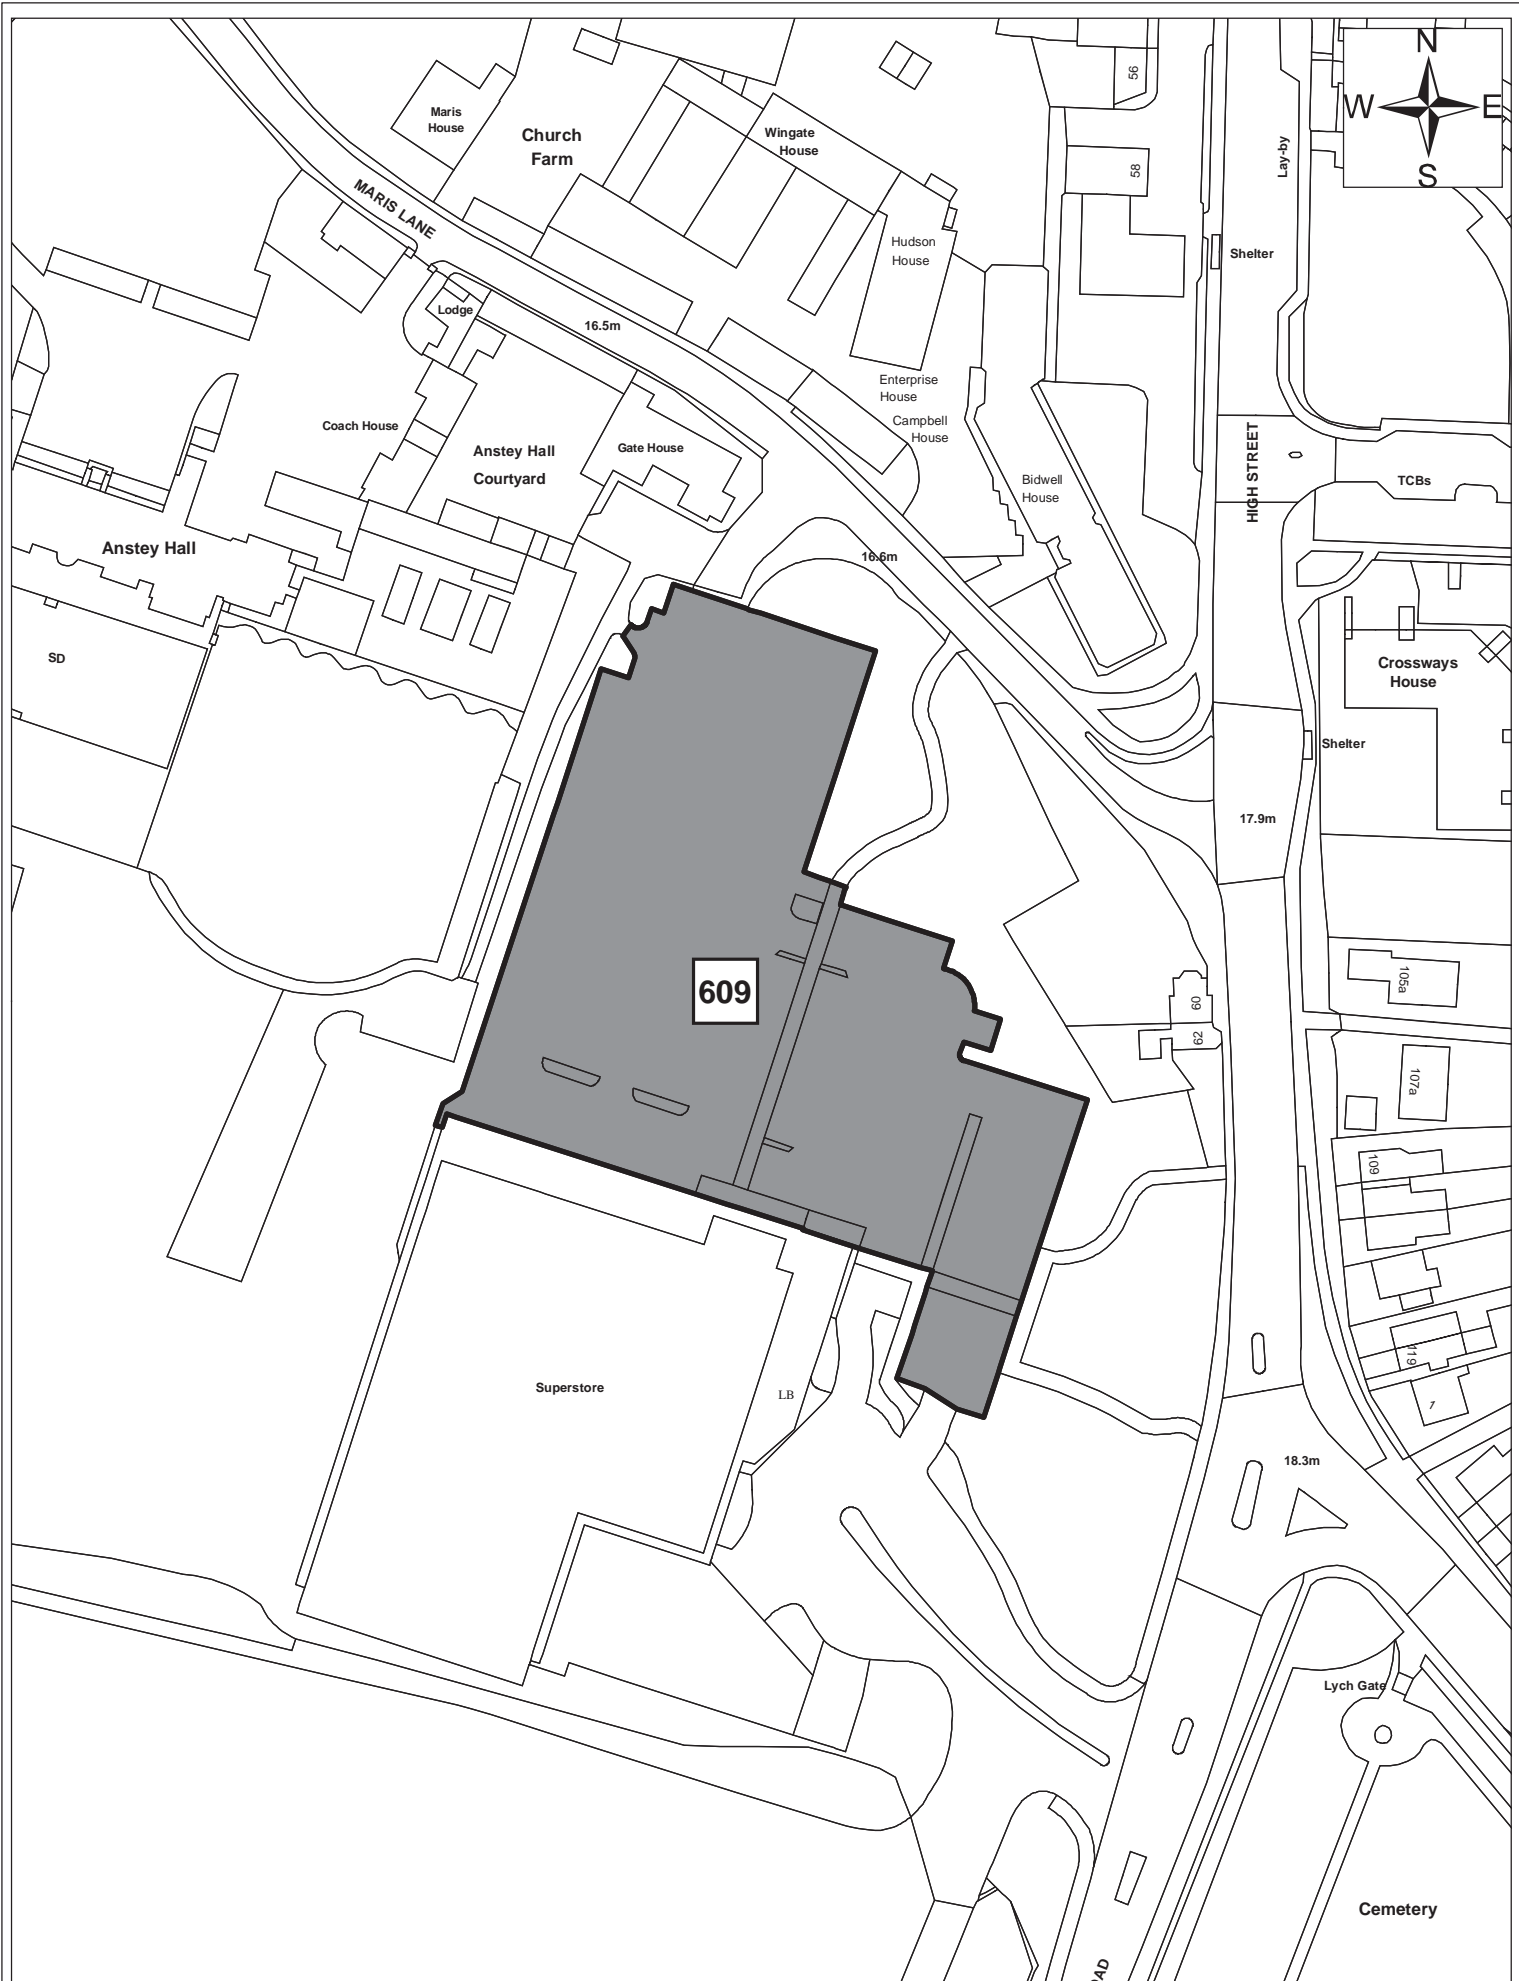 N
W E
S
56
Maris
House
Church
Farm
Wingate
House
58
Lay-by
MARIS LANE
Hudson
House
Shelter
Lodge
16.5m
Enterprise
House
Coach House
Campbell
House
Anstey Hall
Courtyard
Gate House
HIGH STREET
Bidwell
House
TCBs
Anstey Hall
16.6m
SD
Crossways
House
Shelter
17.9m
609
105a
60
62
107a
109
119
Superstore
LB
7
18.3m
Lych Gate
Cemetery
OAD